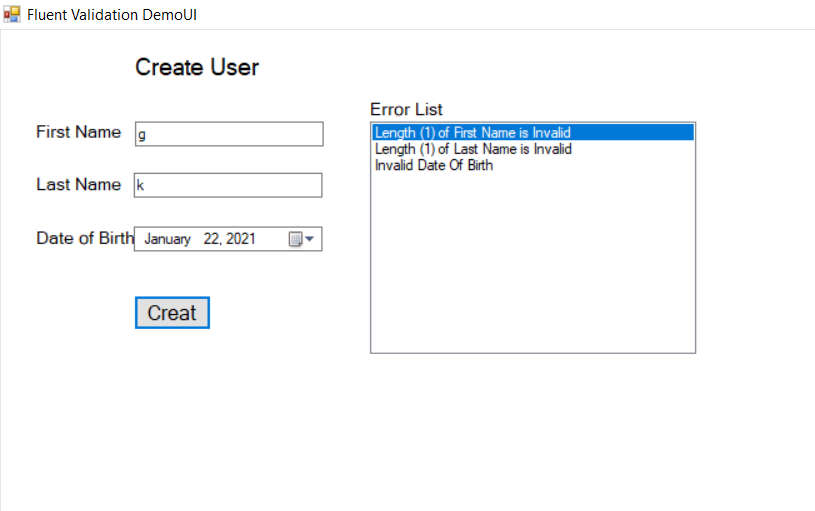 Fluent Validation DemoUI
Create User
Error List
First Name g
Length (1) of First Name is Invalid
Length (1) of Last Name is Invalid
Invalid Date Of Birth
Last Name k
Date of Birth January 22, 2021
Creat